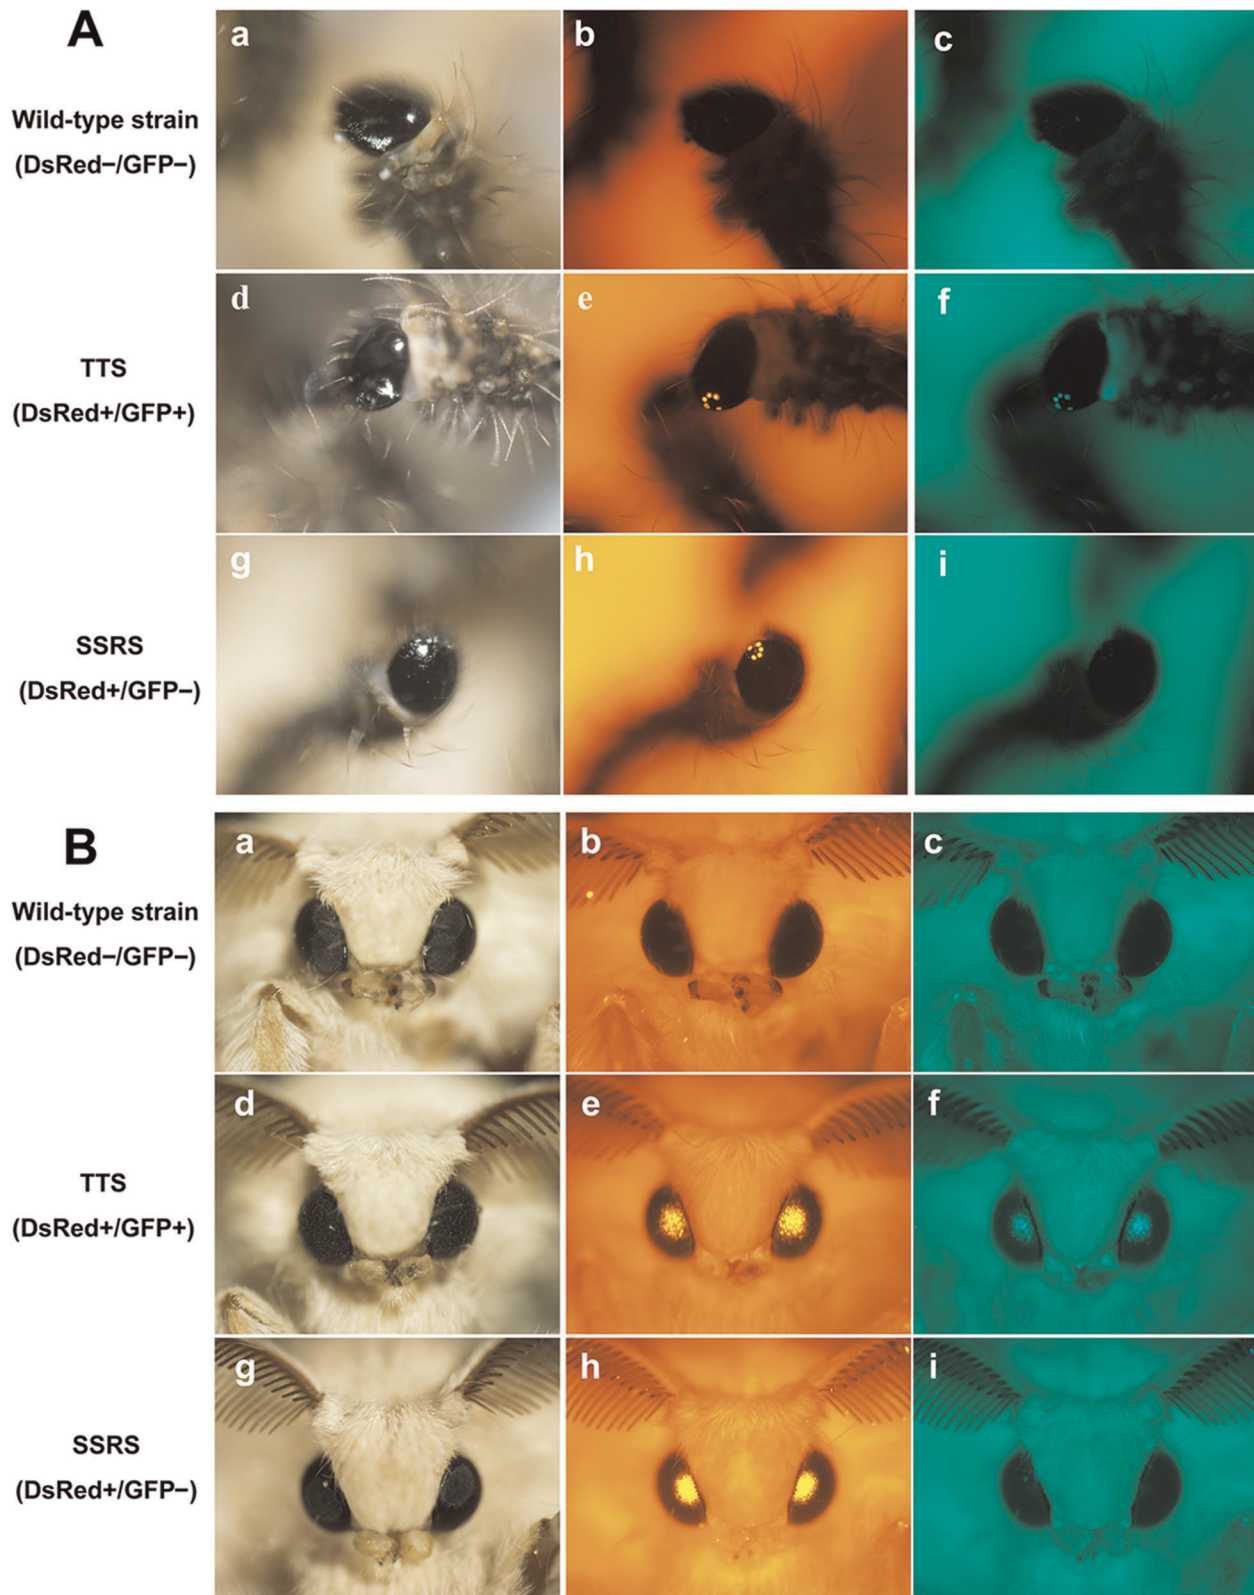 A
a
b
c
Wild-type strain
(DsRed−/GFP−)
d
e
f
TTS
(DsRed+/GFP+)
g
h
i
SSRS
(DsRed+/GFP−)
B
a
b
c
Wild-type strain
(DsRed−/GFP−)
d
e
f
TTS
(DsRed+/GFP+)
g
h
i
SSRS
(DsRed+/GFP−)